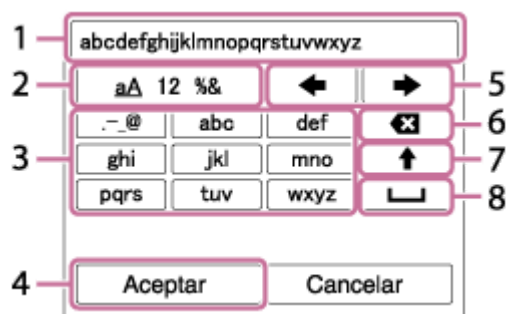 1 abcdefghijklmnopqrstuvwxyz
2 aA 12 %& 5
.-_@ abc def 6
3 ghi jkl mno 7
pqrs tuv wxyz 8
4 Aceptar Cancelar